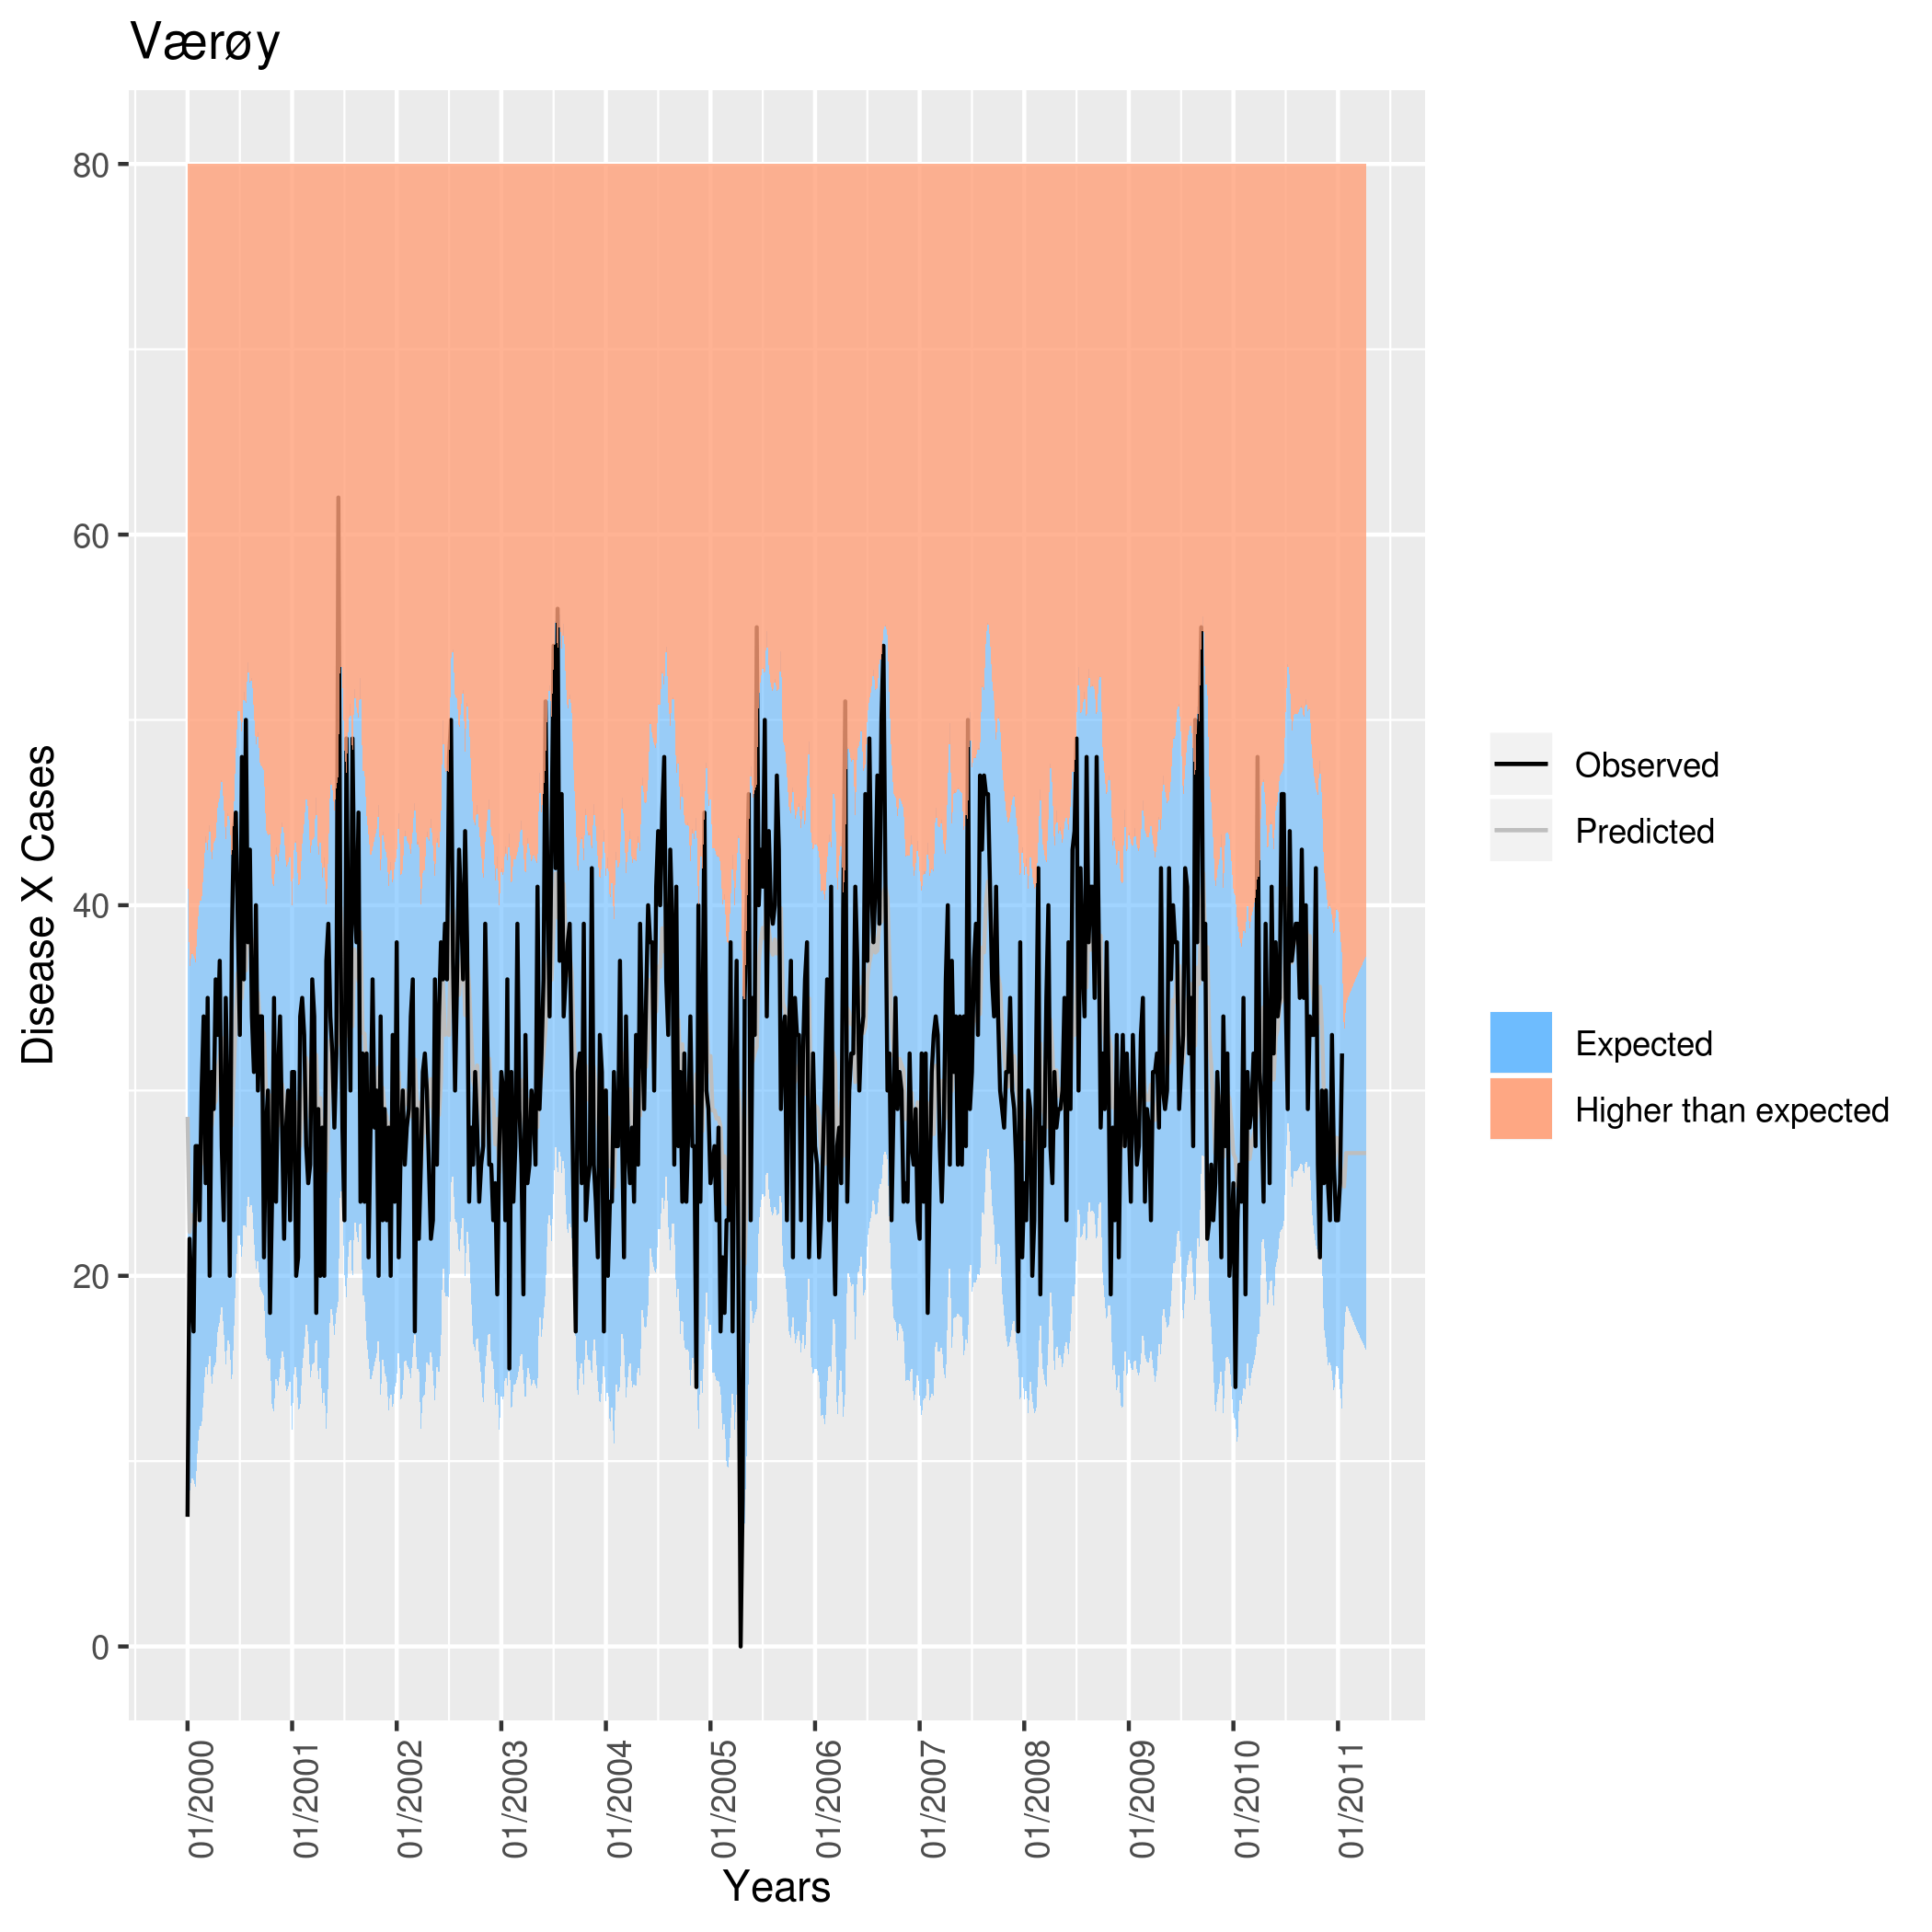 Værøy
80
60
40
20
0
Disease X Cases
01/2000
01/2001
01/2002
01/2003
01/2004
01/2005
01/2006
01/2007
01/2008
01/2009
01/2010
01/2011
Years
Observed
Predicted
Expected
Higher than expected